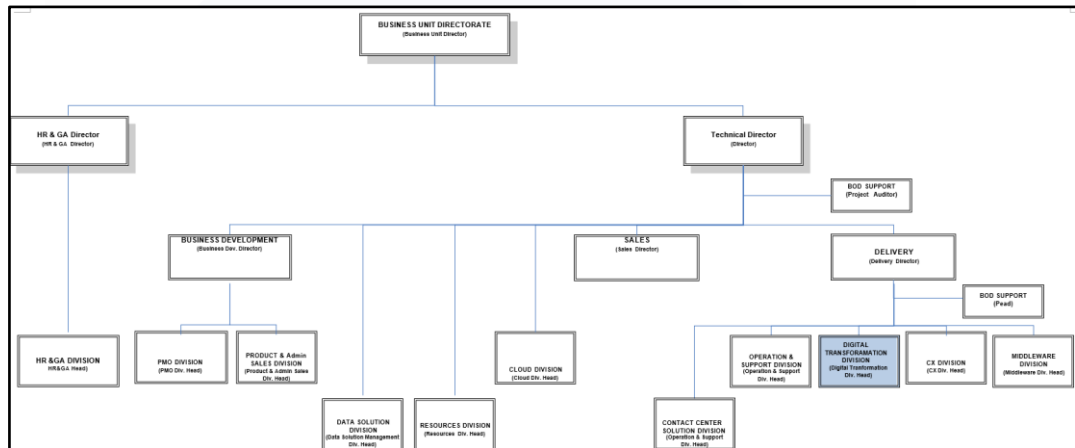 BUSINESS UNIT DIRECTORATE
(Business Unit Director)
HR & GA Director
(HR & GA Director)
Technical Director
(Director)
BOD SUPPORT
(Project Auditor)
BUSINESS DEVELOPMENT
(Business Dav. Director)
SALES
(Sales Director)
DELIVERY
(Delivery Director)
BOD SUPPORT
(Pead)
HR &GA DIVISION
HR&GA Head)
PMO DIVISION
(PMO Div. Head)
PRODUCT & Admin
SALES DIVISION
(Product & Admin Sales
Div. Head)
CLOUD DIVISION
(Cloud Div. Head)
OPERATION &
SUPPORT DIVISION
(Operation & Support
Div. Head)
DIGITAL
TRANSFORAMATION
DIVISION
(Digital Tranformation
Div. Head)
CX DIVISION
(CX Div. Head)
MIDDLEWARE
DIVISION
(Middleware Div. Head)
DATA SOLUTION
DIVISION
(Data Solution Management
Div. Head)
RESOURCES DIVISION
(Resources Div. Head)
CONTACT CENTER
SOLUTION DIVISION
(Operation & Support
Div. Head)